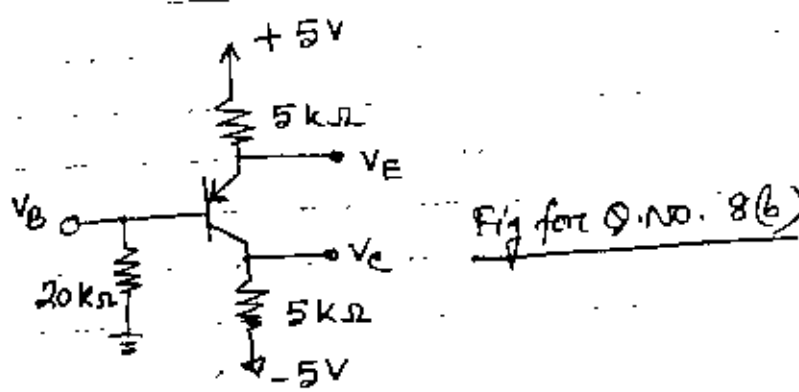 +5V
5kΩ
VE
VB
Fig for Q.NO. 8(b)
VC
20kΩ
5kΩ
-5V